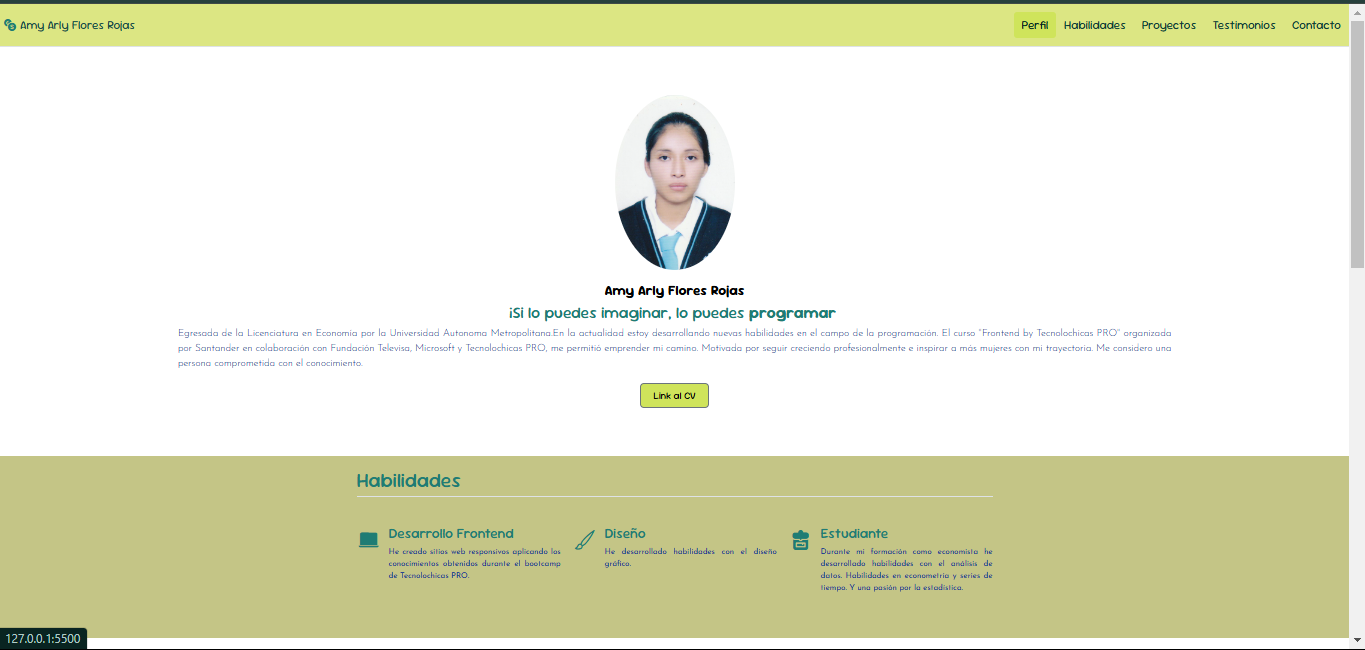 Amy Arly Flores Rojas
Perfil Habilidades Proyectos Testimonios Contacto
Amy Arly Flores Rojas
¡Si lo puedes imaginar, lo puedes programar
Egresada de la Licenciatura en Economía por la Universidad Autonoma Metropolitana.En la actualidad estoy desarrollando nuevas habilidades en el campo de la programación. El curso "Frontend by Tecnolochicas PRO" organizada
por Santander en colaboración con Fundación Televisa, Microsoft y Tecnolochicas PRO, me permitió emprender mi camino. Motivada por seguir creciendo profesionalmente e inspirar a más mujeres con mi trayectoria. Me considero una
persona comprometida con el conocimiento.
Link al CV
Habilidades
Desarrollo Frontend
He creado sitios web responsivos aplicando los
conocimientos obtenidos durante el bootcamp
de Tecnolochicas PRO.
Diseño
He desarrollado habilidades con el diseño
gráfico.
Estudiante
Durante mi formación como economista he
desarrollado habilidades con el análisis de
datos. Habilidades en econometría y series de
tiempo. Y una pasión por la estadística.
127.0.0.1:5500